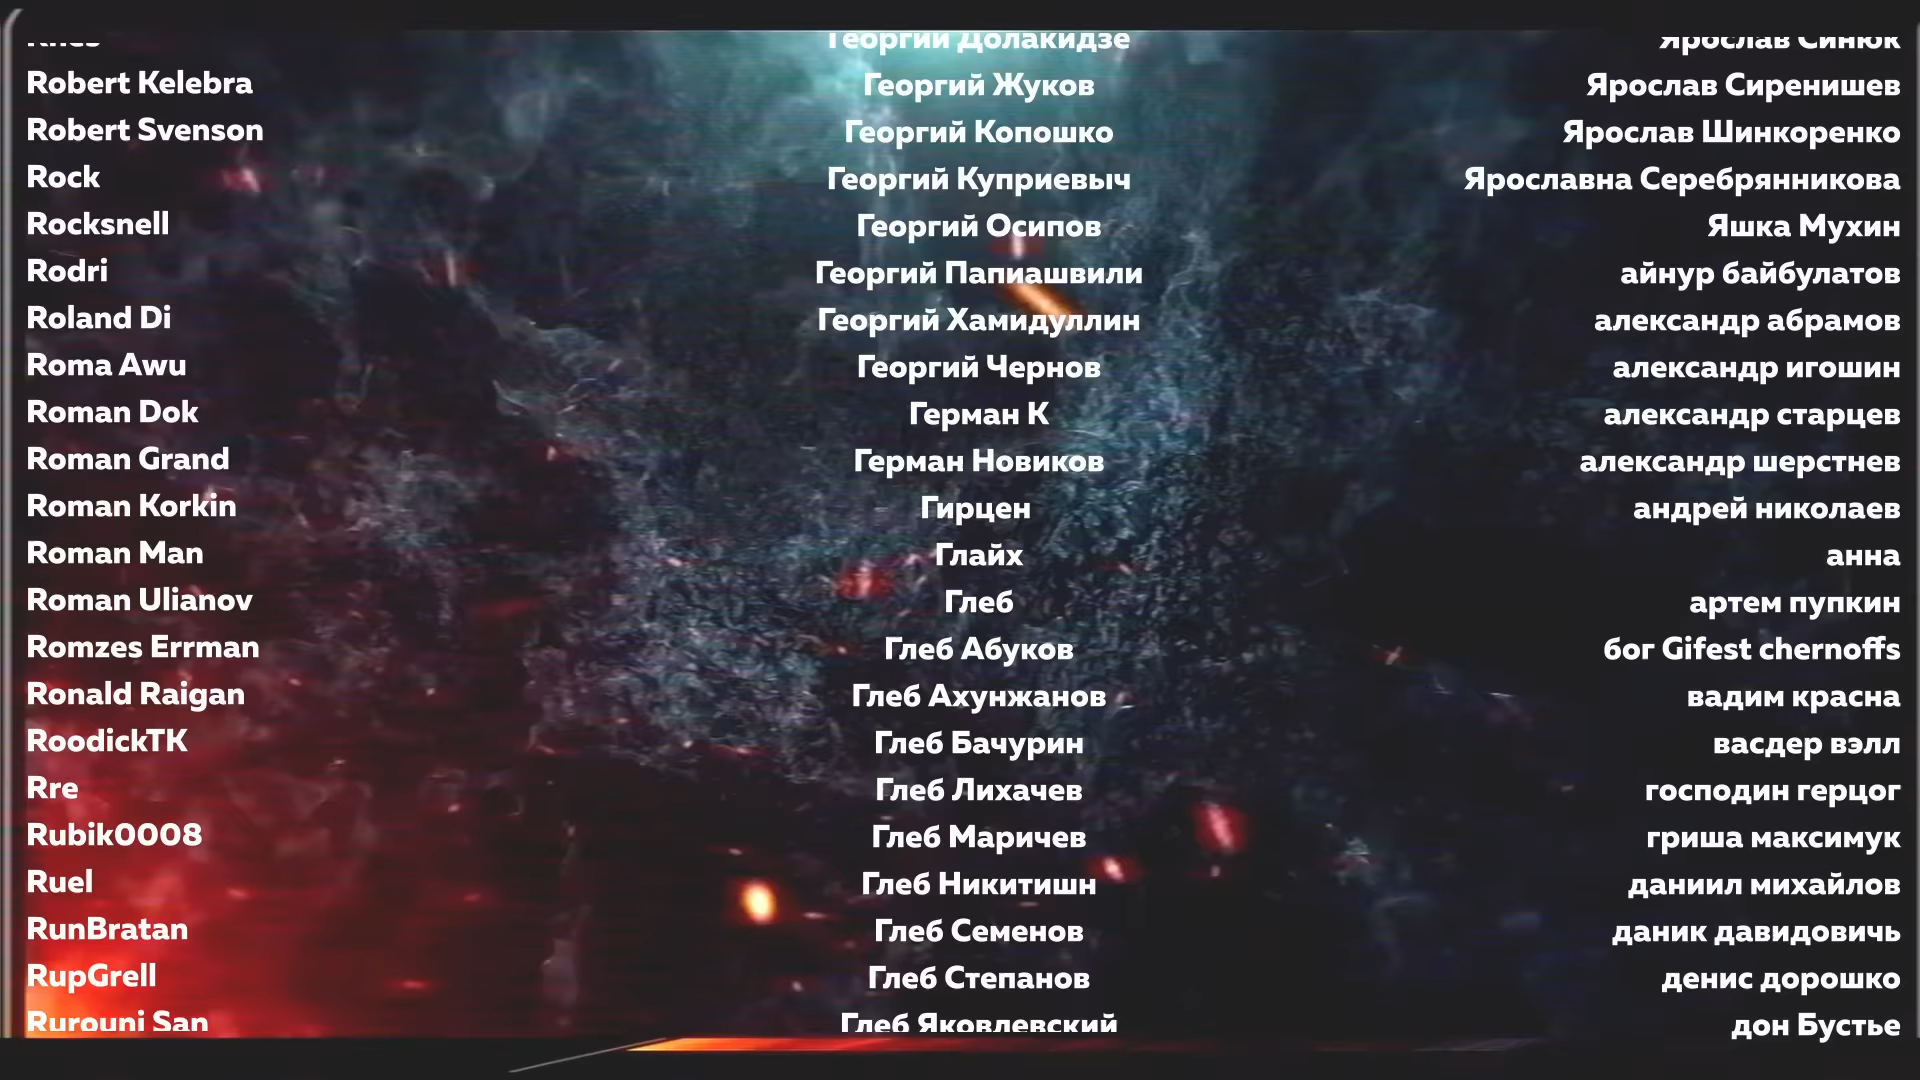 Robert Kelebra
Robert Svenson
Rock
Rocksnell
Rodri
Roland Di
Roma Awu
Roman Dok
Roman Grand
Roman Korkin
Roman Man
Roman Ulianov
Romzes Errman
Ronald Raigan
RoodickTK
Rre
Rubik0008
Ruel
RunBratan
RupGrell
Rurouni San
Георгий Долакидзе
Георгий Жуков
Георгий Копошко
Георгий Куприевыч
Георгий Осипов
Георгий Папиашвили
Георгий Хамидуллин
Георгий Чернов
Герман К
Герман Новиков
Гирцен
Глайх
Глеб
Глеб Абуков
Глеб Ахунжанов
Глеб Бачурин
Глеб Лихачев
Глеб Маричев
Глеб Никитишн
Глеб Семенов
Глеб Степанов
Глеб Яковлевский
Ярослав Синюк
Ярослав Сиренишев
Ярослав Шинкоренко
Ярославна Серебрянникова
Яшка Мухин
айнур байбулатов
александр абрамов
александр игошин
александр старцев
александр шерстнев
андрей николаев
анна
артем пупкин
бог Gifest chernoffs
вадим красна
васдер вэлл
господин герцог
гриша максимук
даниил михайлов
даник давидовичь
денис дорошко
дон Бустье